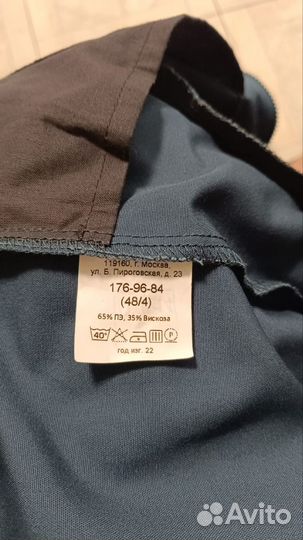 119160, г. Москва
ул. Б. Пироговская, д. 23
176-96-84
(48/4)
65% ПЭ, 35% Вискоза
40° P
год изг. 22
Avito